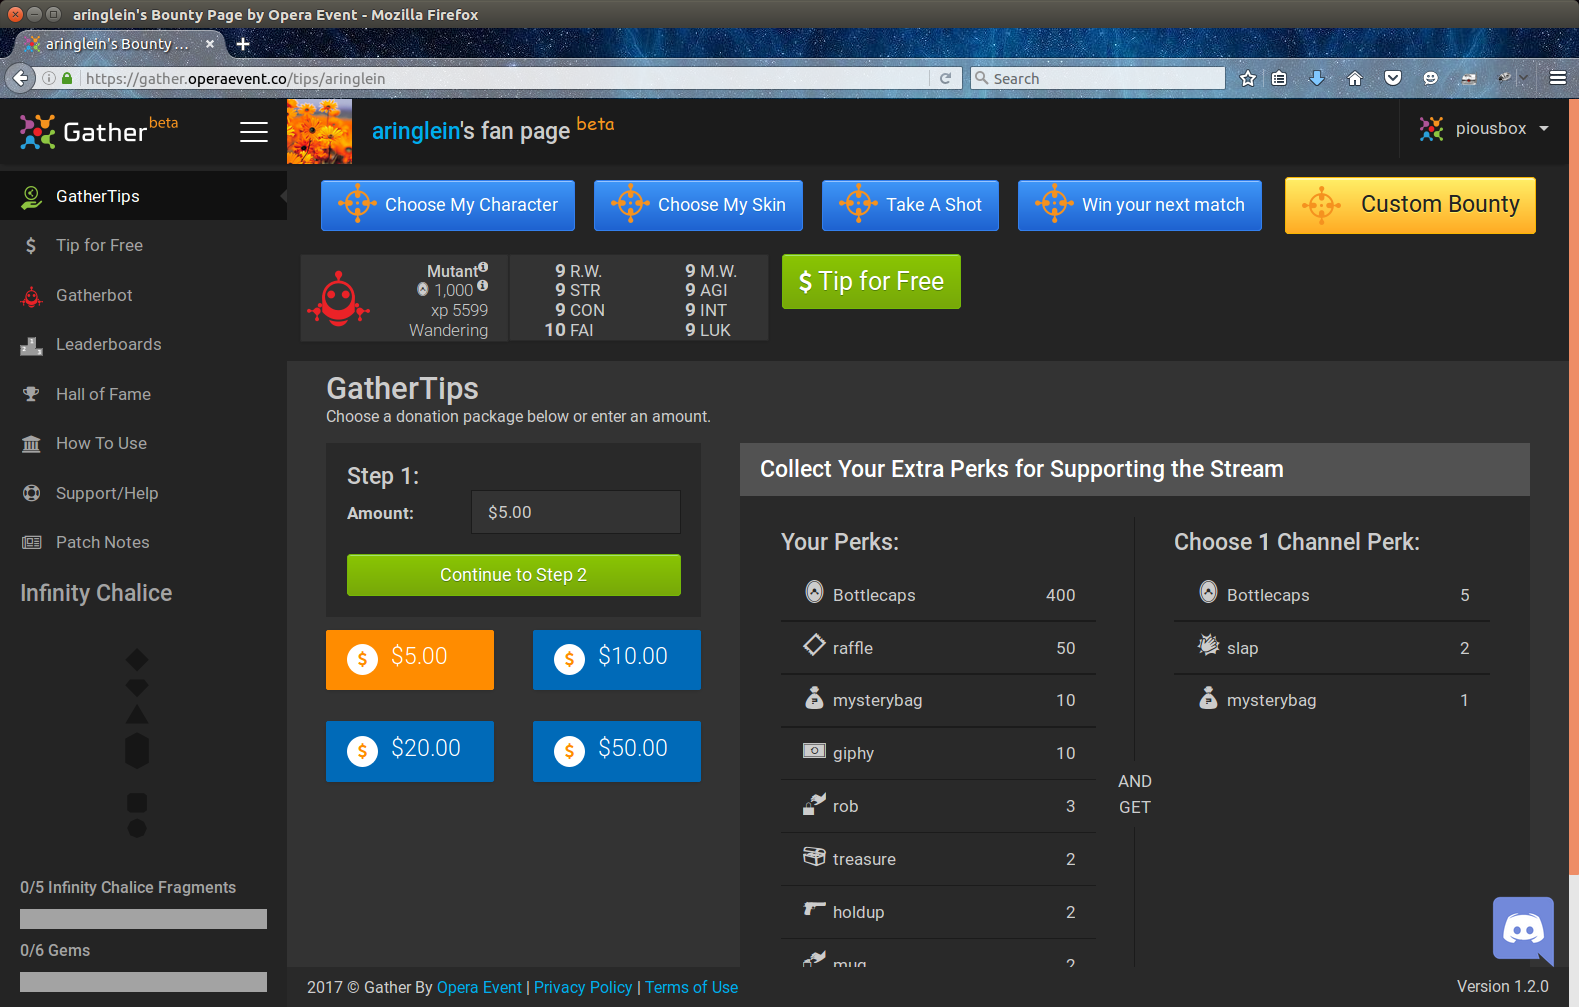 aringlein's Bounty Page by Opera Event - Mozilla Firefox
aringlein's Bounty ...
https://gather.operaevent.co/tips/aringlein
Search
Gather beta
aringlein's fan page beta
piousbox
GatherTips
Tip for Free
Gatherbot
Leaderboards
Hall of Fame
How To Use
Support/Help
Patch Notes
Infinity Chalice
0/5 Infinity Chalice Fragments
0/6 Gems
Choose My Character
Choose My Skin
Take A Shot
Win your next match
Custom Bounty
Mutant
1,000
xp 5599
Wandering
9 R.W.
9 STR
9 CON
10 FAI
9 M.W.
9 AGI
9 INT
9 LUK
$ Tip for Free
GatherTips
Choose a donation package below or enter an amount.
Step 1:
Amount: $5.00
Continue to Step 2
$ $5.00
$ $10.00
$ $20.00
$ $50.00
Collect Your Extra Perks for Supporting the Stream
Your Perks:
Bottlecaps 400
raffle 50
mysterybag 10
giphy 10
rob 3
treasure 2
holdup 2
mug 2
AND
GET
Choose 1 Channel Perk:
Bottlecaps 5
slap 2
mysterybag 1
2017 © Gather By Opera Event | Privacy Policy | Terms of Use
Version 1.2.0